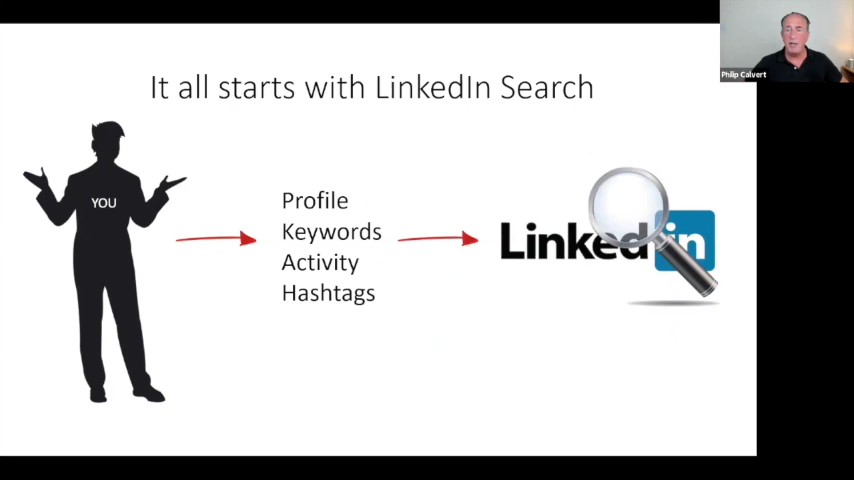 It all starts with LinkedIn Search
Philip Calvert
YOU
Profile
Keywords
Activity
Hashtags
Linkedin